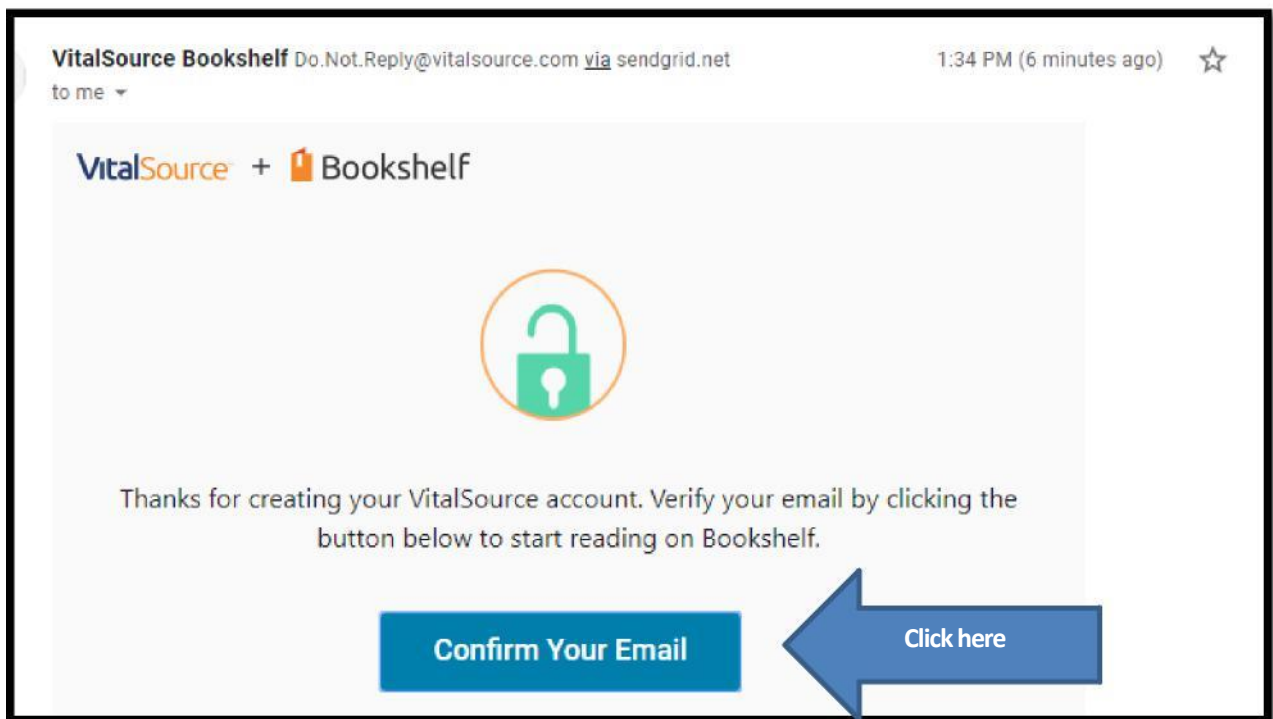 VitalSource Bookshelf Do.Not.Reply@vitalsource.com via sendgrid.net 1:34 PM (6 minutes ago)
to me
VitalSource + Bookshelf
Thanks for creating your VitalSource account. Verify your email by clicking the
button below to start reading on Bookshelf.
Confirm Your Email
Click here